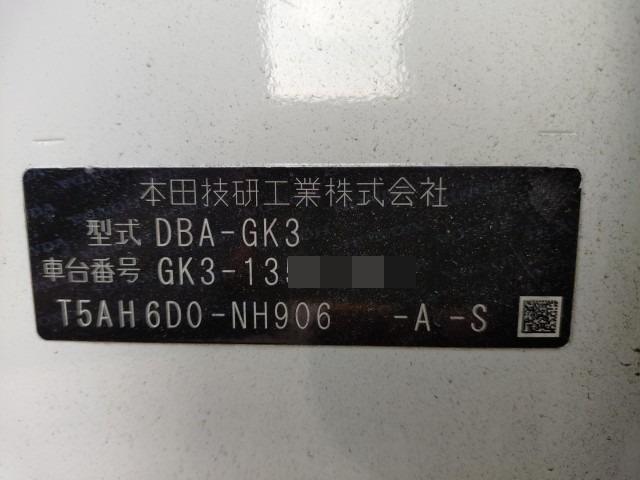 本田技研工業株式会社
型式 DBA-GK3
車台番号 GK3-135
T5AH6D0-NH906 -A -S